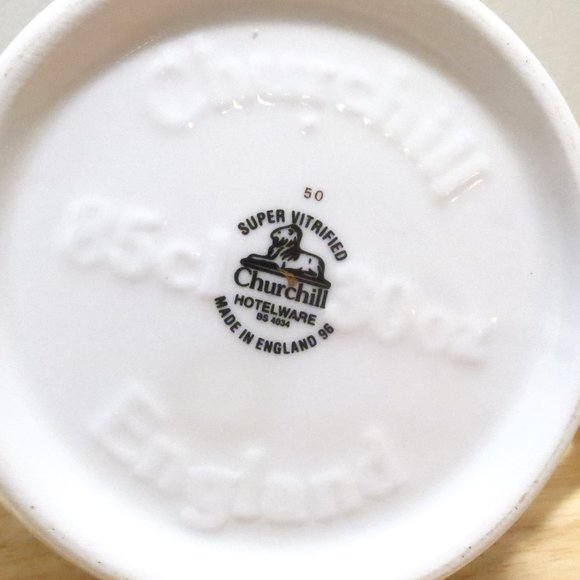 Churchill
50
SUPER VITRIFIED
Churchill
HOTELWARE
BS 4034
MADE IN ENGLAND 96
85cl 30oz
England